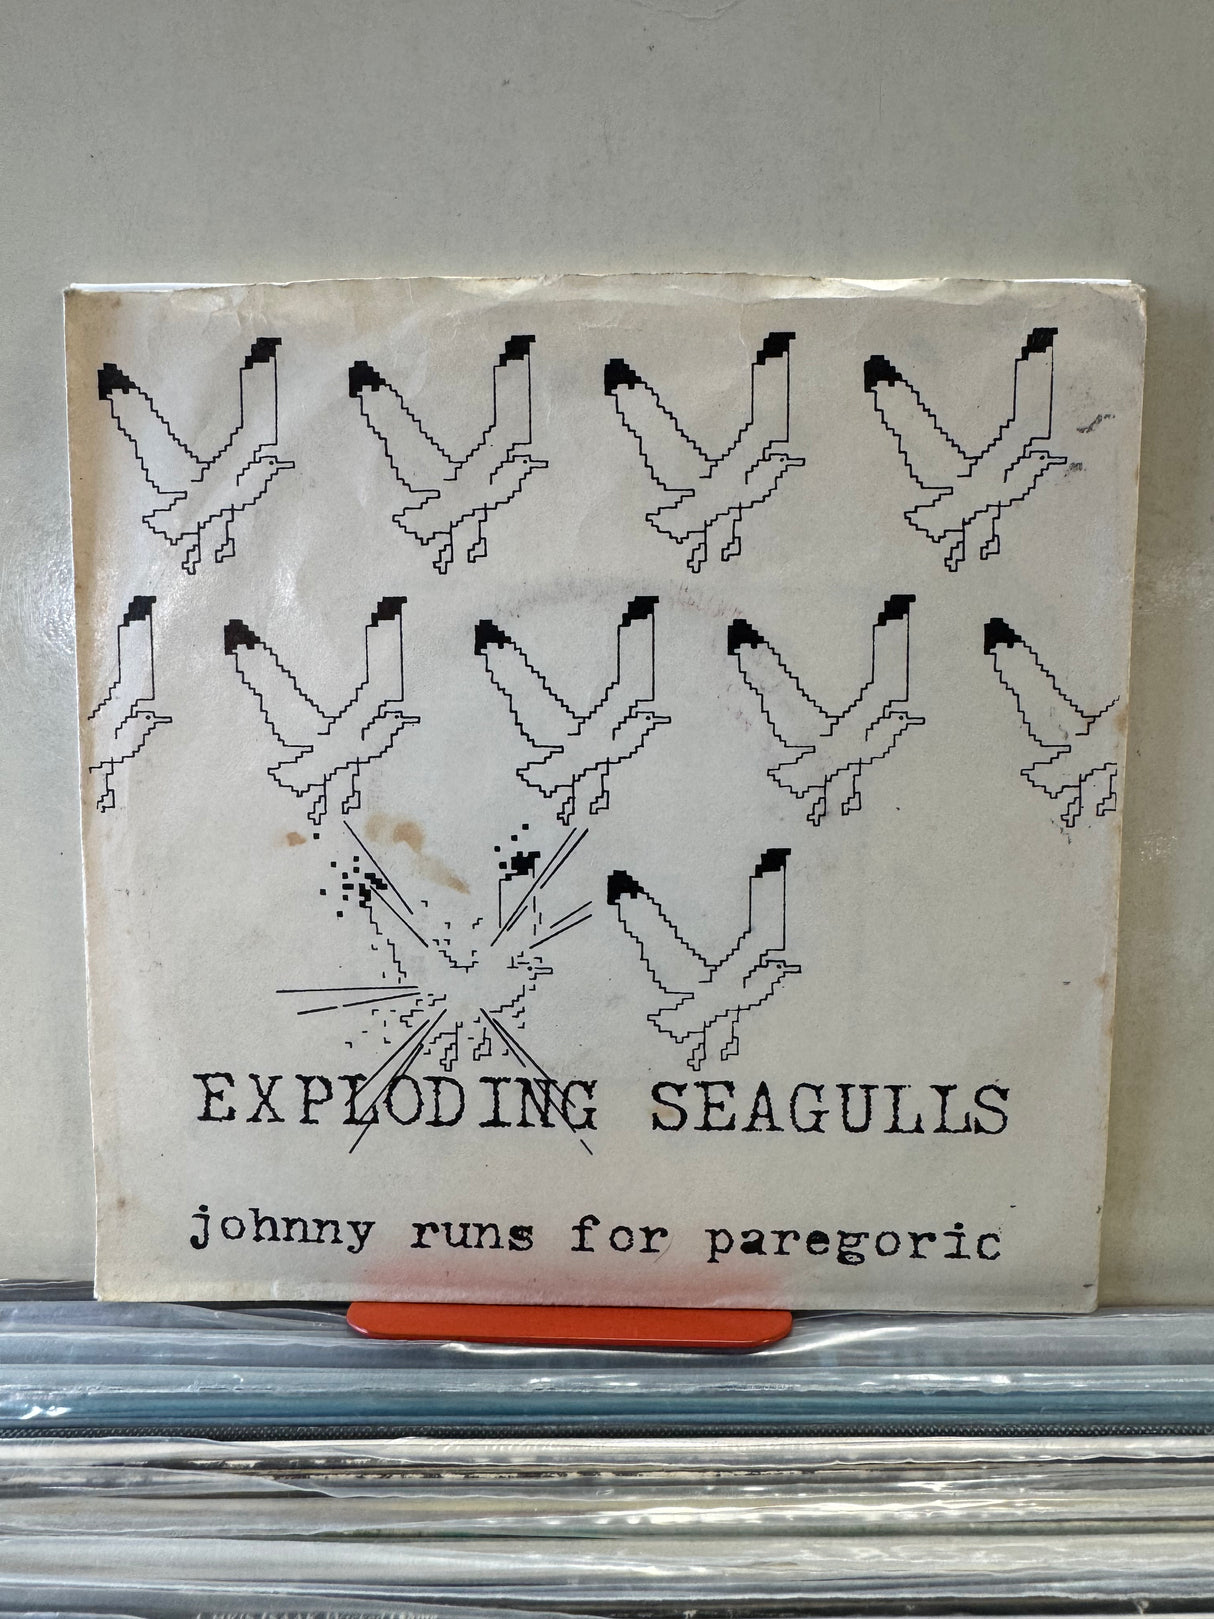 EXPLODING SEAGULLS
johnny runs for paregoric